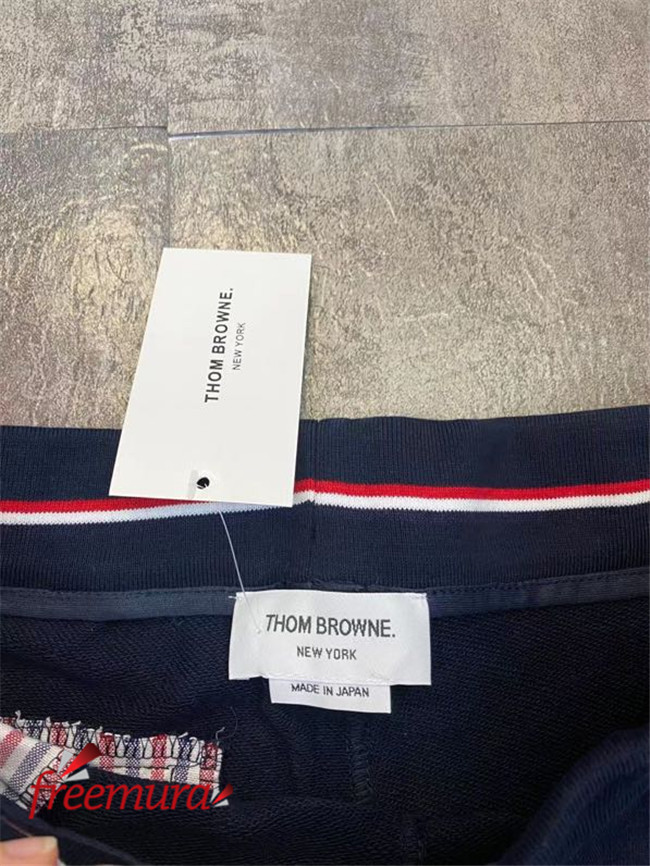 THOM BROWNE.
NEW YORK
THOM BROWNE.
NEW YORK
MADE IN JAPAN
freemura